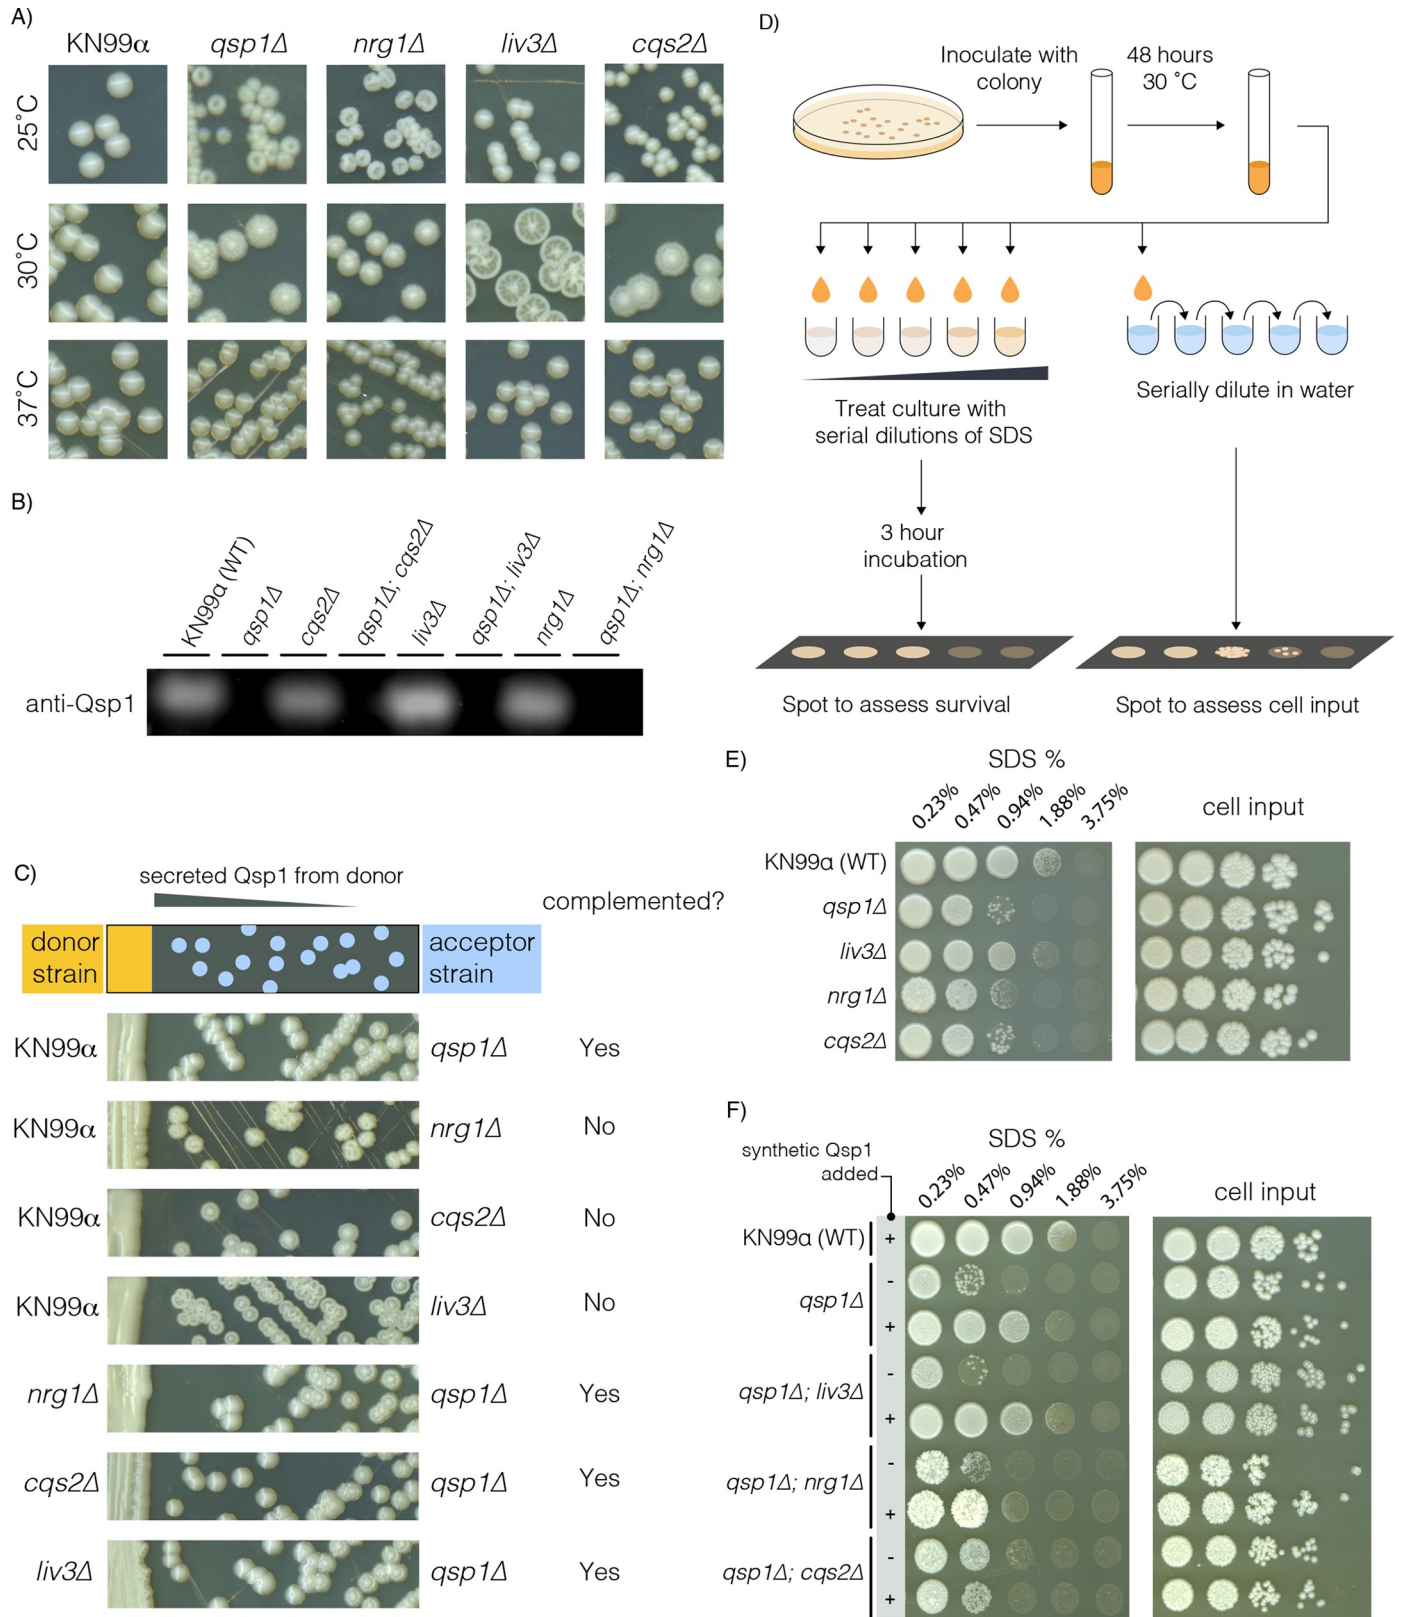 A)
KN99α qsp1Δ nrg1Δ liv3Δ cqs2Δ
25˚C
30˚C
37˚C
B)
KN99α (WT)
qsp1Δ
cqs2Δ
qsp1Δ; cqs2Δ
liv3Δ
qsp1Δ; liv3Δ
nrg1Δ
qsp1Δ; nrg1Δ
anti-Qsp1
C)
secreted Qsp1 from donor
complemented?
donor
strain
acceptor
strain
KN99α qsp1Δ Yes
KN99α nrg1Δ No
KN99α cqs2Δ No
KN99α liv3Δ No
nrg1Δ qsp1Δ Yes
cqs2Δ qsp1Δ Yes
liv3Δ qsp1Δ Yes
D)
Inoculate with
colony
48 hours
30 ˚C
Treat culture with
serial dilutions of SDS
Serially dilute in water
3 hour
incubation
Spot to assess survival
Spot to assess cell input
E)
SDS %
0.23% 0.47% 0.94% 1.88% 3.75%
cell input
KN99α (WT)
qsp1Δ
liv3Δ
nrg1Δ
cqs2Δ
F)
synthetic Qsp1
added
SDS %
0.23% 0.47% 0.94% 1.88% 3.75%
cell input
KN99α (WT) +
qsp1Δ
-
+
qsp1Δ; liv3Δ
-
+
qsp1Δ; nrg1Δ
-
+
qsp1Δ; cqs2Δ
-
+